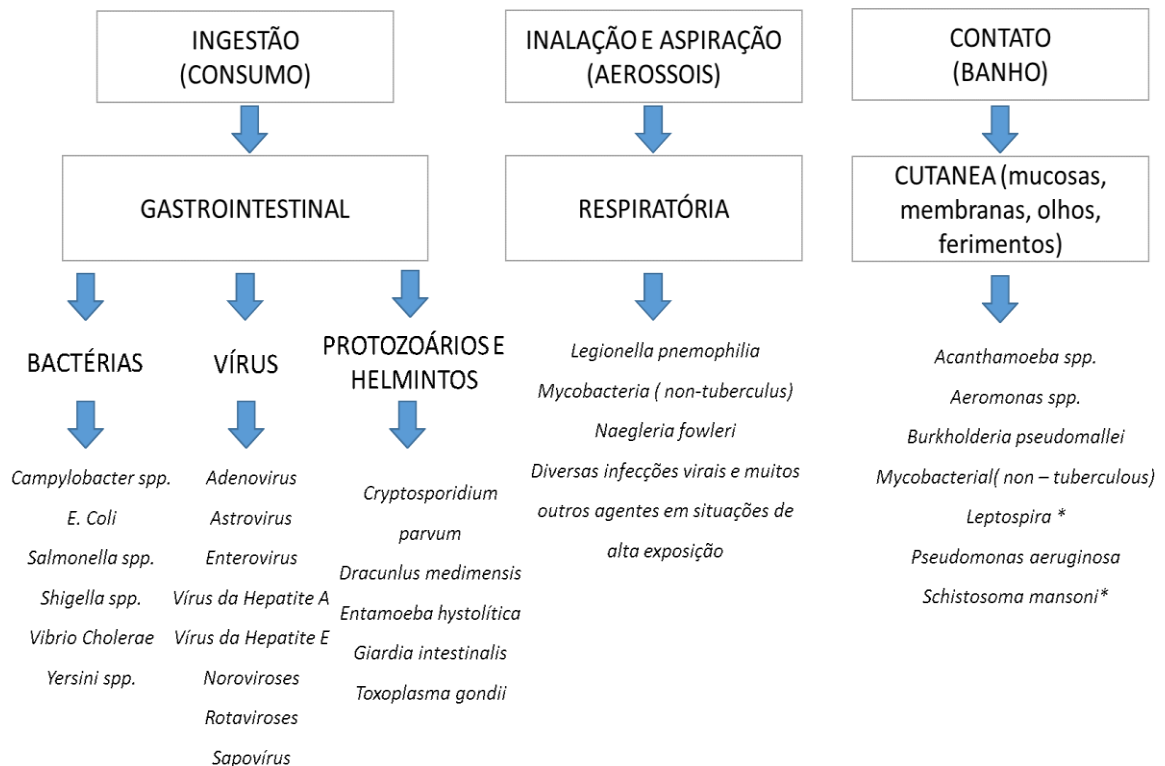 INGESTÃO
(CONSUMO)
INALAÇÃO E ASPIRAÇÃO
(AEROSSOIS)
CONTATO
(BANHO)
GASTROINTESTINAL
RESPIRATÓRIA
CUTANEA (mucosas,
membranas, olhos,
ferimentos)
BACTÉRIAS
VÍRUS
PROTOZOÁRIOS E
HELMINTOS
Campylobacter spp.
E. Coli
Salmonella spp.
Shigella spp.
Vibrio Cholerae
Yersini spp.
Adenovirus
Astrovirus
Enterovirus
Vírus da Hepatite A
Vírus da Hepatite E
Noroviroses
Rotaviroses
Sapovírus
Cryptosporidium
parvum
Dracunlus medimensis
Entamoeba hystolítica
Giardia intestinalis
Toxoplasma gondii
Legionella pnemophilia
Mycobacteria ( non-tuberculus)
Naegleria fowleri
Diversas infecções virais e muitos
outros agentes em situações de
alta exposição
Acanthamoeba spp.
Aeromonas spp.
Burkholderia pseudomallei
Mycobacterial( non – tuberculous)
Leptospira *
Pseudomonas aeruginosa
Schistosoma mansoni*